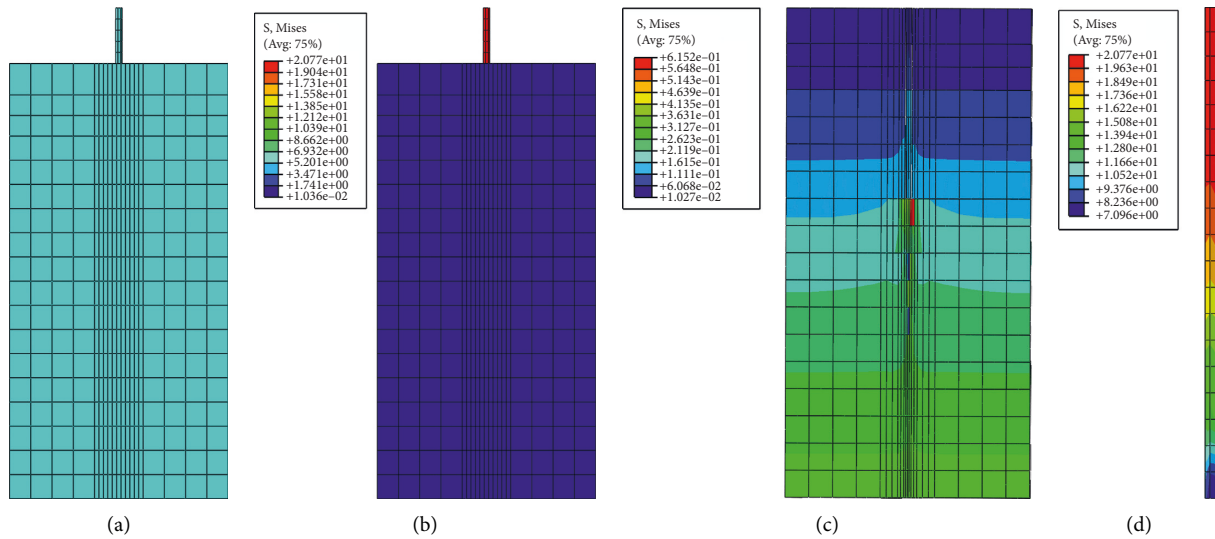 S, Mises
(Avg: 75%)
+2.077e+01
+1.904e+01
+1.731e+01
+1.558e+01
+1.385e+01
+1.212e+01
+1.039e+01
+8.662e+00
+6.932e+00
+5.201e+00
+3.471e+00
+1.741e+00
+1.036e–02
S, Mises
(Avg: 75%)
+6.152e–01
+5.648e–01
+5.143e–01
+4.639e–01
+4.135e–01
+3.631e–01
+3.127e–01
+2.623e–01
+2.119e–01
+1.615e–01
+1.111e–01
+6.068e–02
+1.027e–02
S, Mises
(Avg: 75%)
+2.077e+01
+1.963e+01
+1.849e+01
+1.736e+01
+1.622e+01
+1.508e+01
+1.394e+01
+1.280e+01
+1.166e+01
+1.052e+01
+9.376e+00
+8.236e+00
+7.096e+00
(a)
(b)
(c)
(d)